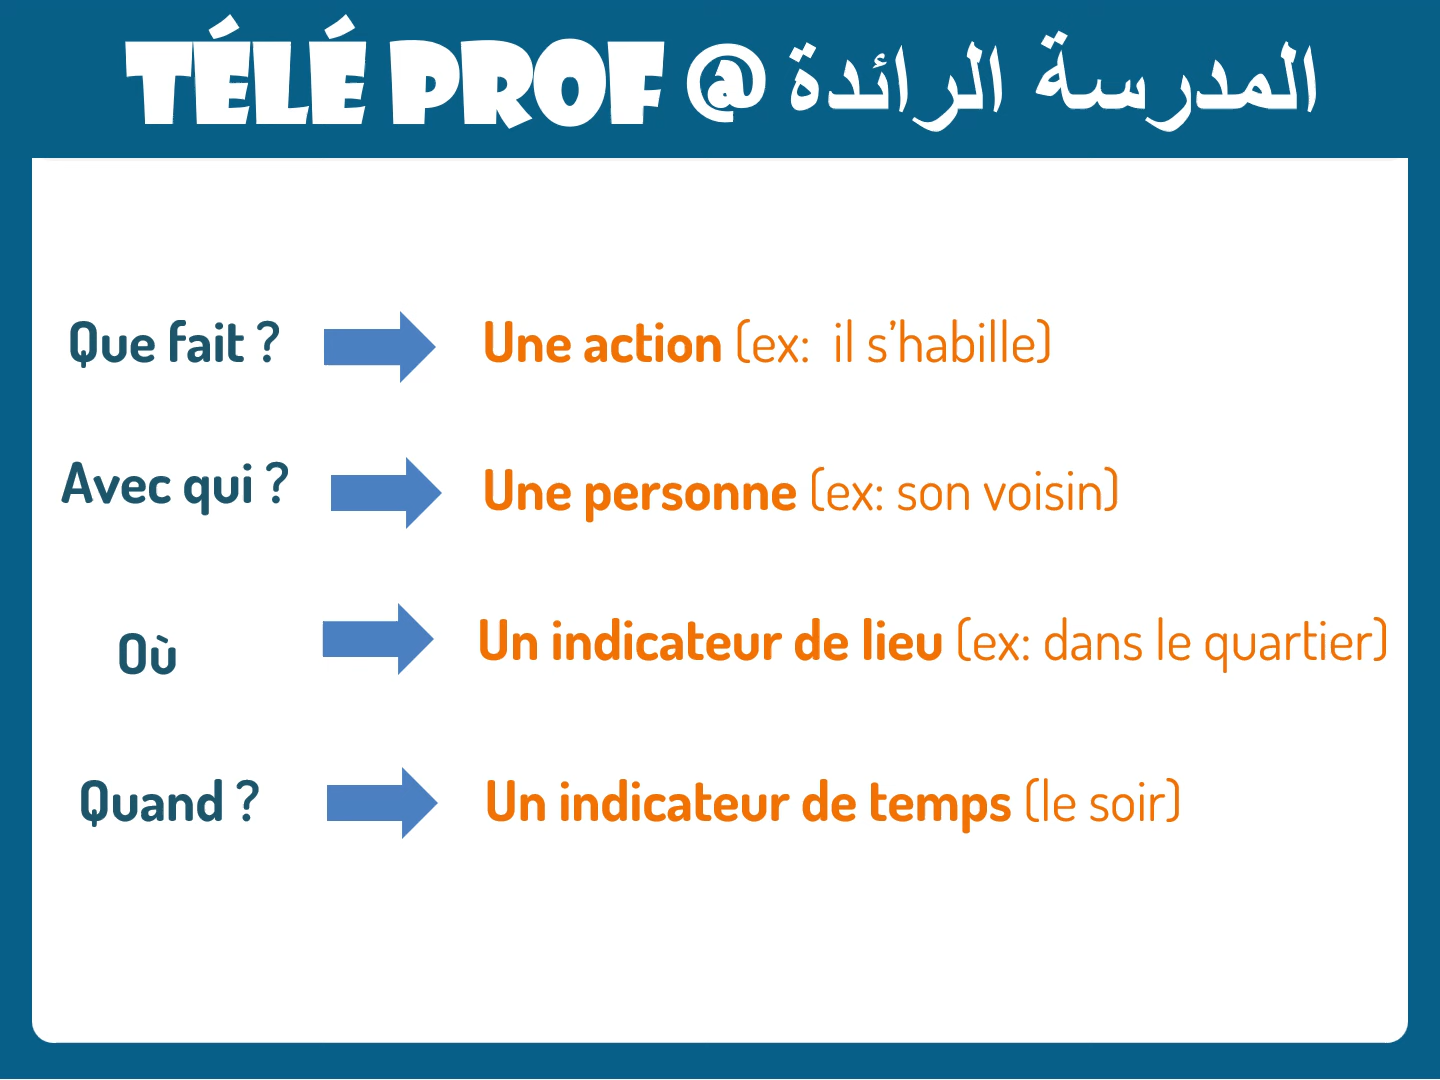 TÉLÉ PROF @ المدرسة الرائدة
Que fait ? Une action (ex: il s'habille)
Avec qui ? Une personne (ex: son voisin)
Où Un indicateur de lieu (ex: dans le quartier)
Quand ? Un indicateur de temps (le soir)